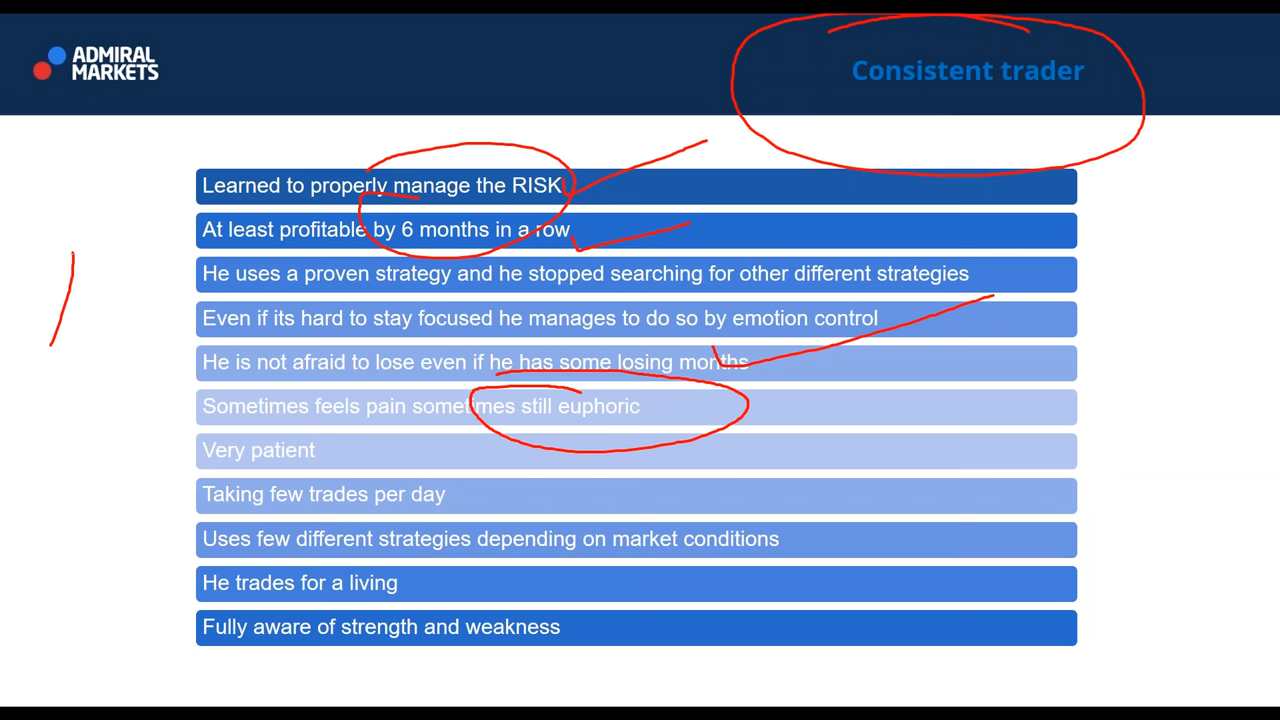 ADMIRAL
MARKETS
Consistent trader
Learned to properly manage the RISK
At least profitable by 6 months in a row
He uses a proven strategy and he stopped searching for other different strategies
Even if its hard to stay focused he manages to do so by emotion control
He is not afraid to lose even if he has some losing months
Sometimes feels pain sometimes still euphoric
Very patient
Taking few trades per day
Uses few different strategies depending on market conditions
He trades for a living
Fully aware of strength and weakness